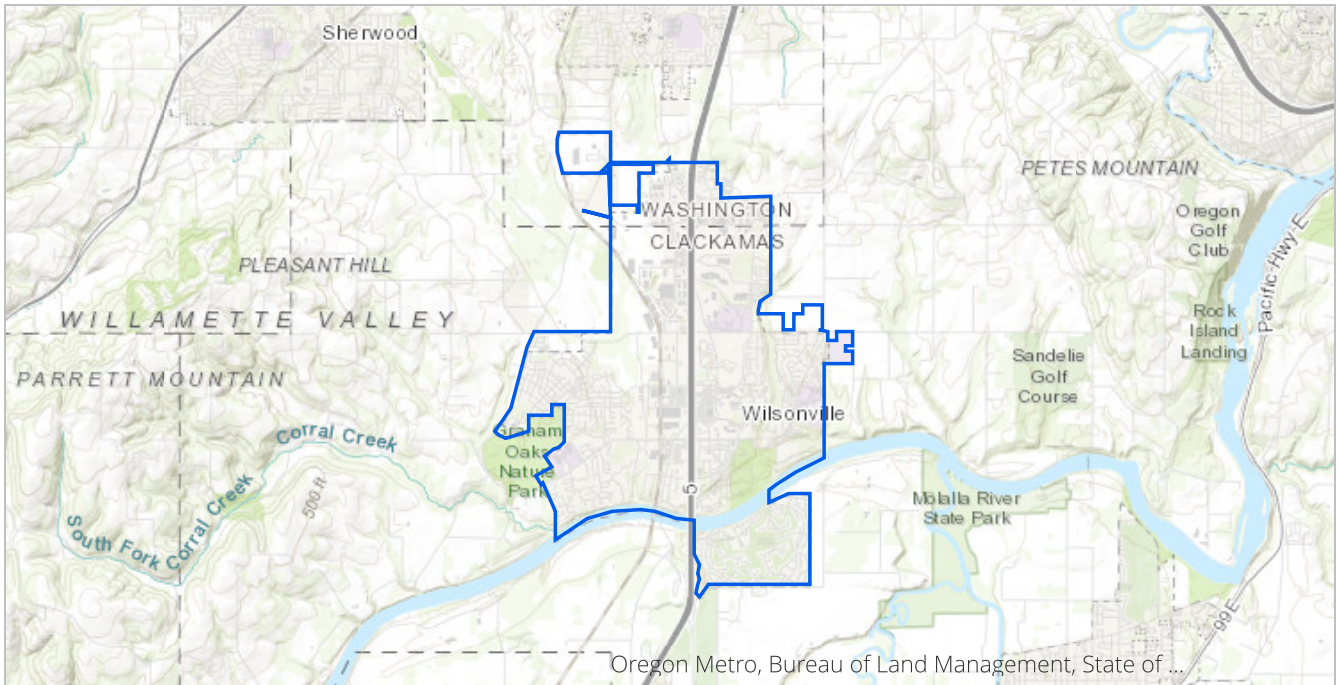 Sherwood
PETES MOUNTAIN
WASHINGTON
CLACKAMAS
Oregon
Golf
Club
PLEASANT HILL
Pacific-Hwy-E
WILLAMETTE VALLEY
Rock
Island
Landing
PARRETT MOUNTAIN
Sandelie
Golf
Course
Wilsonville
Corral Creek
Graham
Oaks
Nature
Park
500 ft
5
Molalla River
State Park
South Fork Corral Creek
99E
Oregon Metro, Bureau of Land Management, State of ...